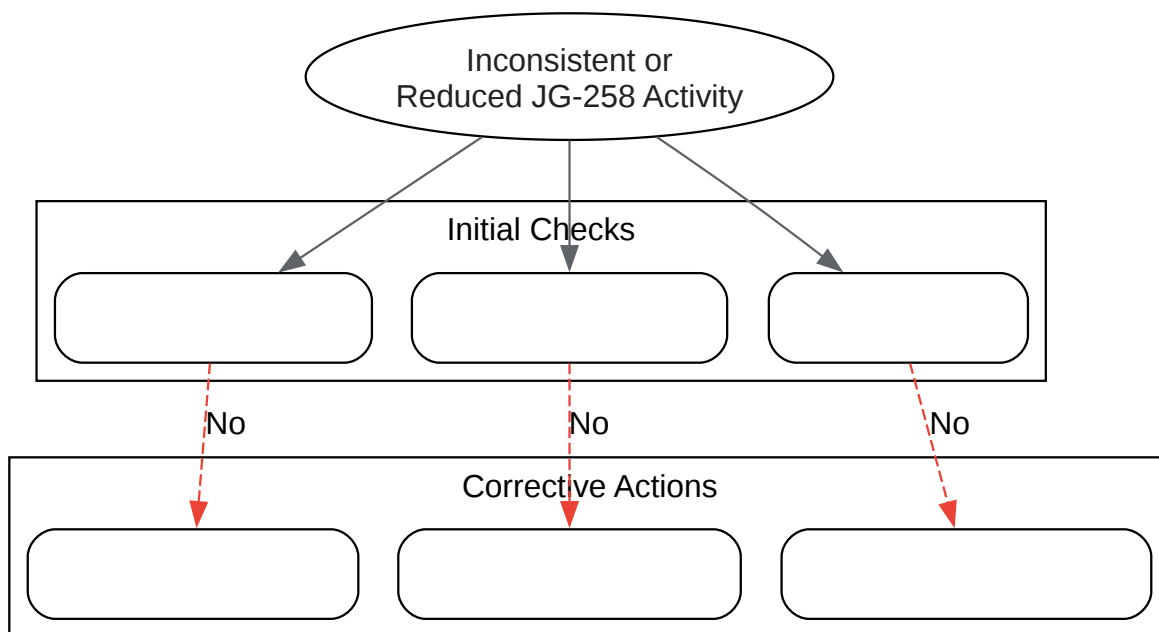 Inconsistent or
Reduced JG-258 Activity
Initial Checks
No
No
No
Corrective Actions